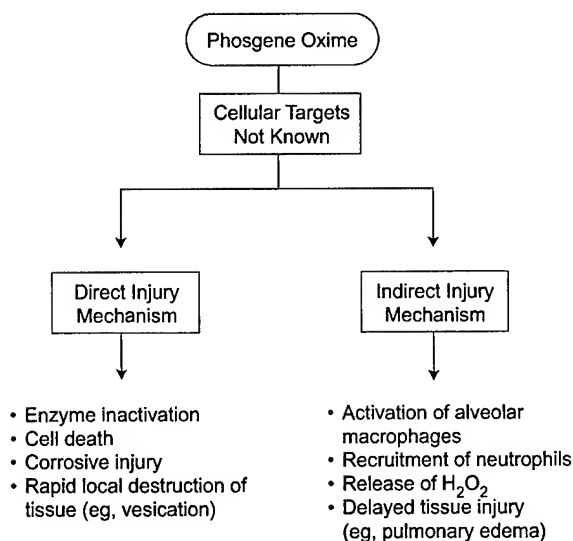 Phosgene Oxime
Cellular Targets
Not Known
Direct Injury
Mechanism
• Enzyme inactivation
• Cell death
• Corrosive injury
• Rapid local destruction of
tissue (eg, vesication)
Indirect Injury
Mechanism
• Activation of alveolar
macrophages
• Recruitment of neutrophils
• Release of H₂O₂
• Delayed tissue injury
(eg, pulmonary edema)